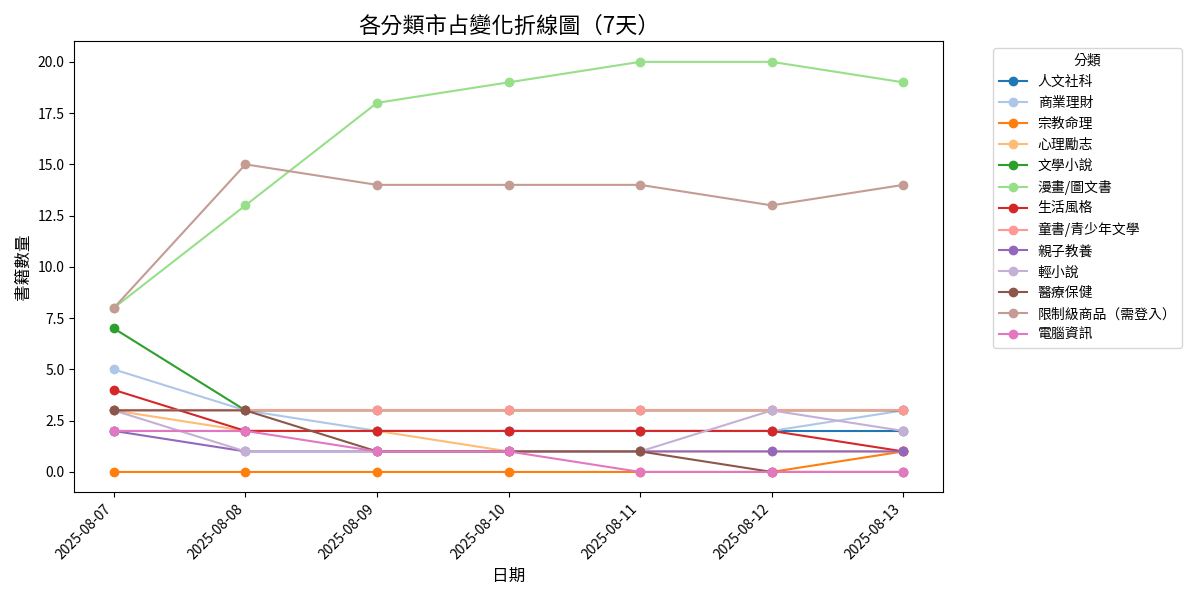 各分類市占變化折線圖（7天）
書籍數量
20.0
17.5
15.0
12.5
10.0
7.5
5.0
2.5
0.0
2025-08-07
2025-08-08
2025-08-09
2025-08-10
2025-08-11
2025-08-12
2025-08-13
日期
分類
人文社科
商業理財
宗教命理
心理勵志
文學小說
漫畫/圖文書
生活風格
童書/青少年文學
親子教養
輕小說
醫療保健
限制級商品（需登入）
電腦資訊